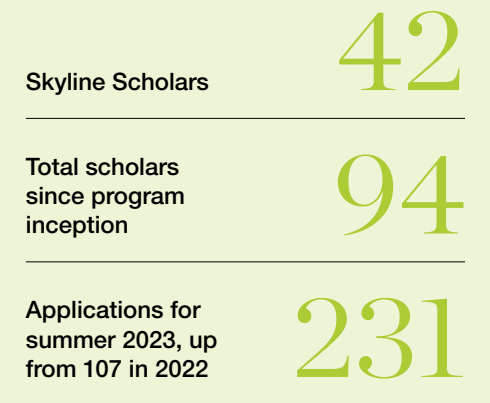 Skyline Scholars
42
Total scholars
since program
inception
94
Applications for
summer 2023, up
from 107 in 2022
231